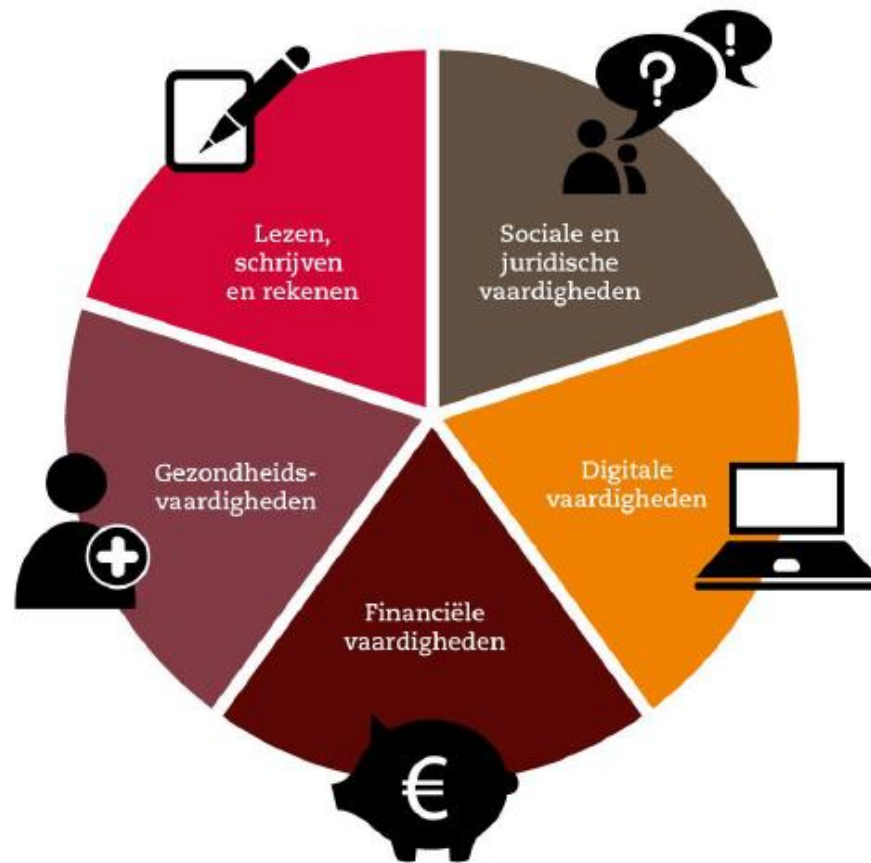 Lezen,
schrijven
en rekenen
Sociale en
juridische
vaardigheden
Gezondheids-
vaardigheden
Digitale
vaardigheden
Financiële
vaardigheden
?
!
€